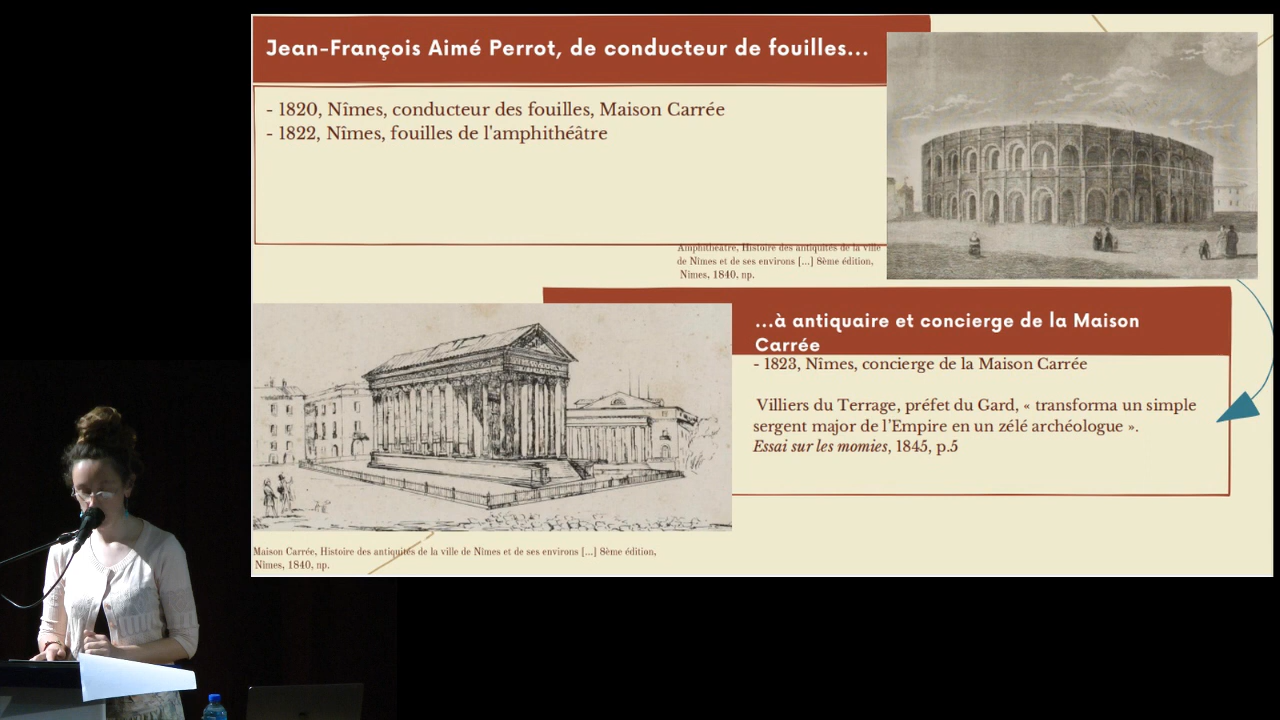 Jean-François Aimé Perrot, de conducteur de fouilles...
- 1820, Nîmes, conducteur des fouilles, Maison Carrée
- 1822, Nîmes, fouilles de l'amphithéâtre
Amphithéâtre, Histoire des antiquités de la ville
de Nîmes et de ses environs [...] 8ème édition,
Nîmes, 1840, np.
...à antiquaire et concierge de la Maison
Carrée
- 1823, Nîmes, concierge de la Maison Carrée
Villiers du Terrage, préfet du Gard, « transforma un simple
sergent major de l'Empire en un zélé archéologue ».
Essai sur les momies, 1845, p.5
Maison Carrée, Histoire des antiquités de la ville de Nîmes et de ses environs [...] 8ème édition,
Nîmes, 1840, np.